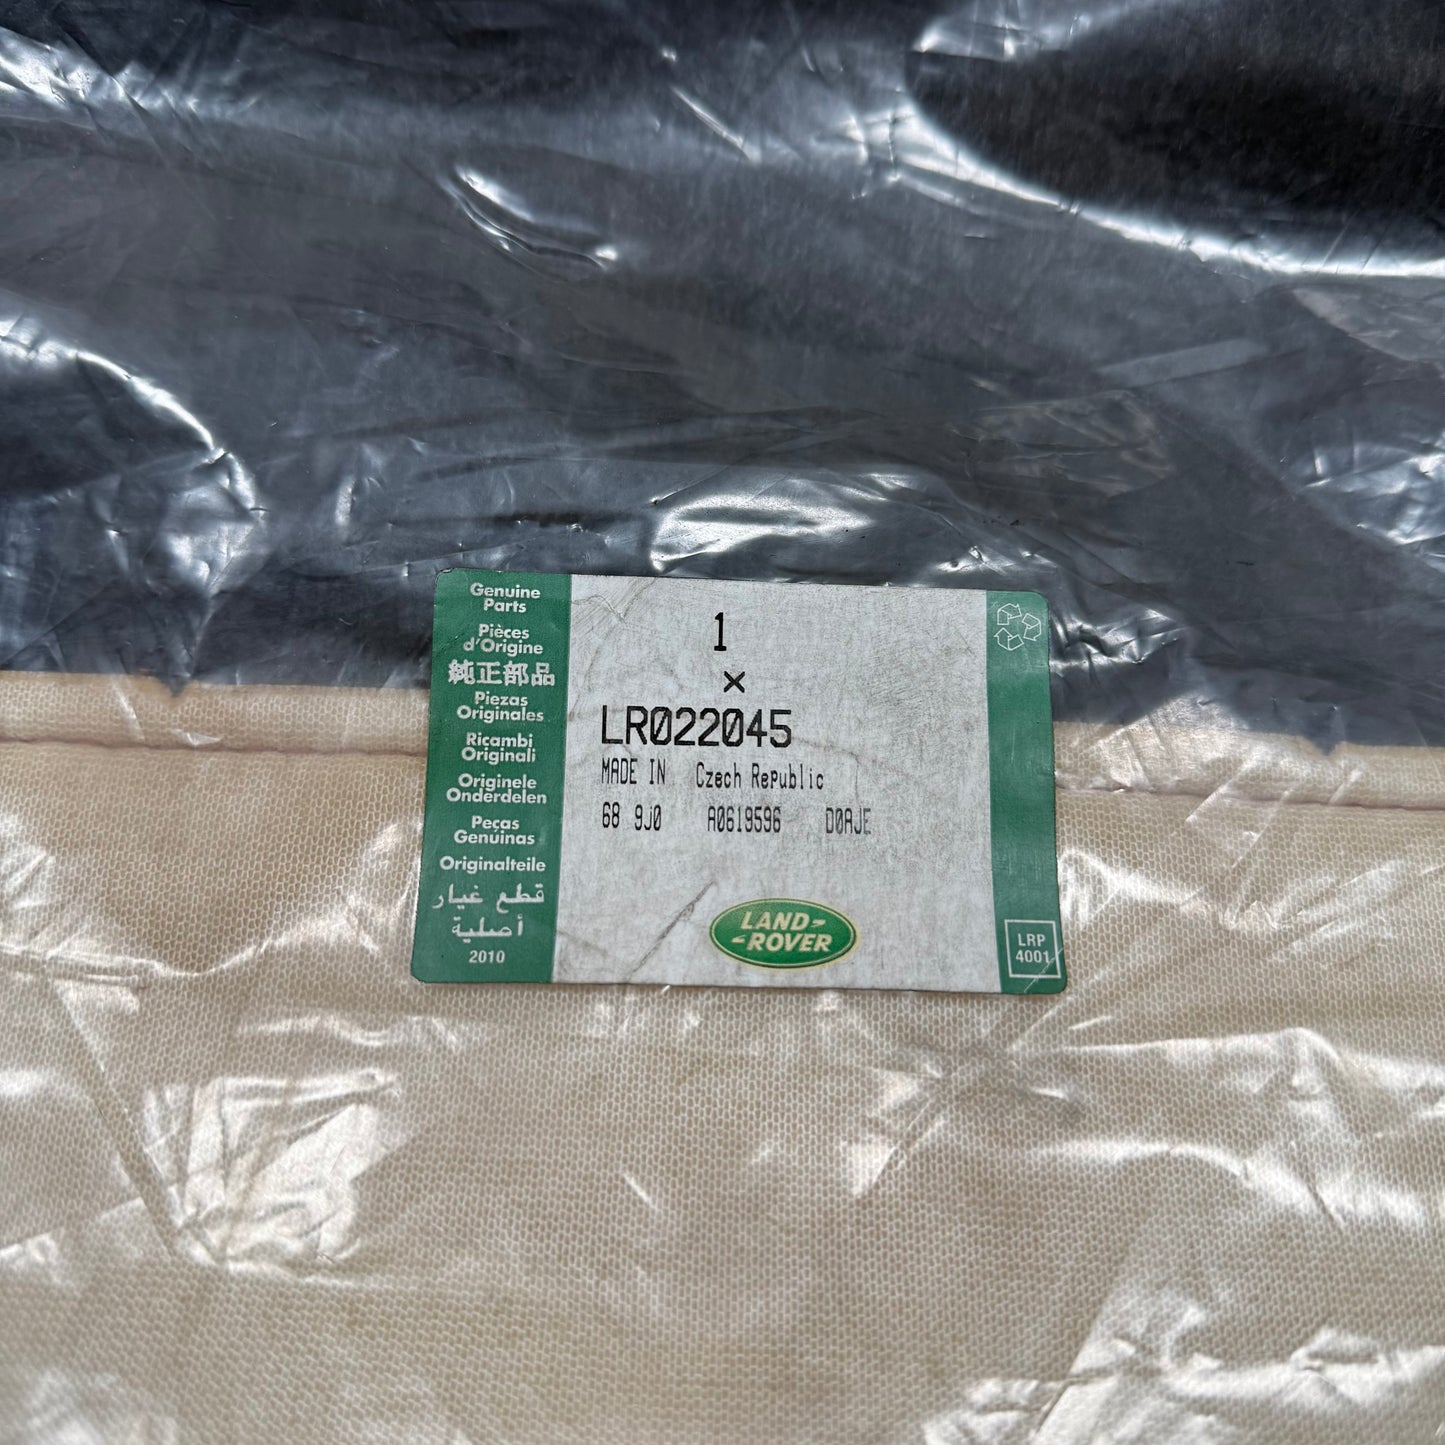 Genuine
Parts
Pièces
d'Origine
純正部品
Piezas
Originales
Ricambi
Originali
Originele
Onderdelen
Peças
Genuinas
Originalteile
قطع غيار
أصلية
2010
1
×
LR022045
MADE IN Czech Republic
68 9J0 A0619596 D0AJE
LAND-
-ROVER
LRP
4001